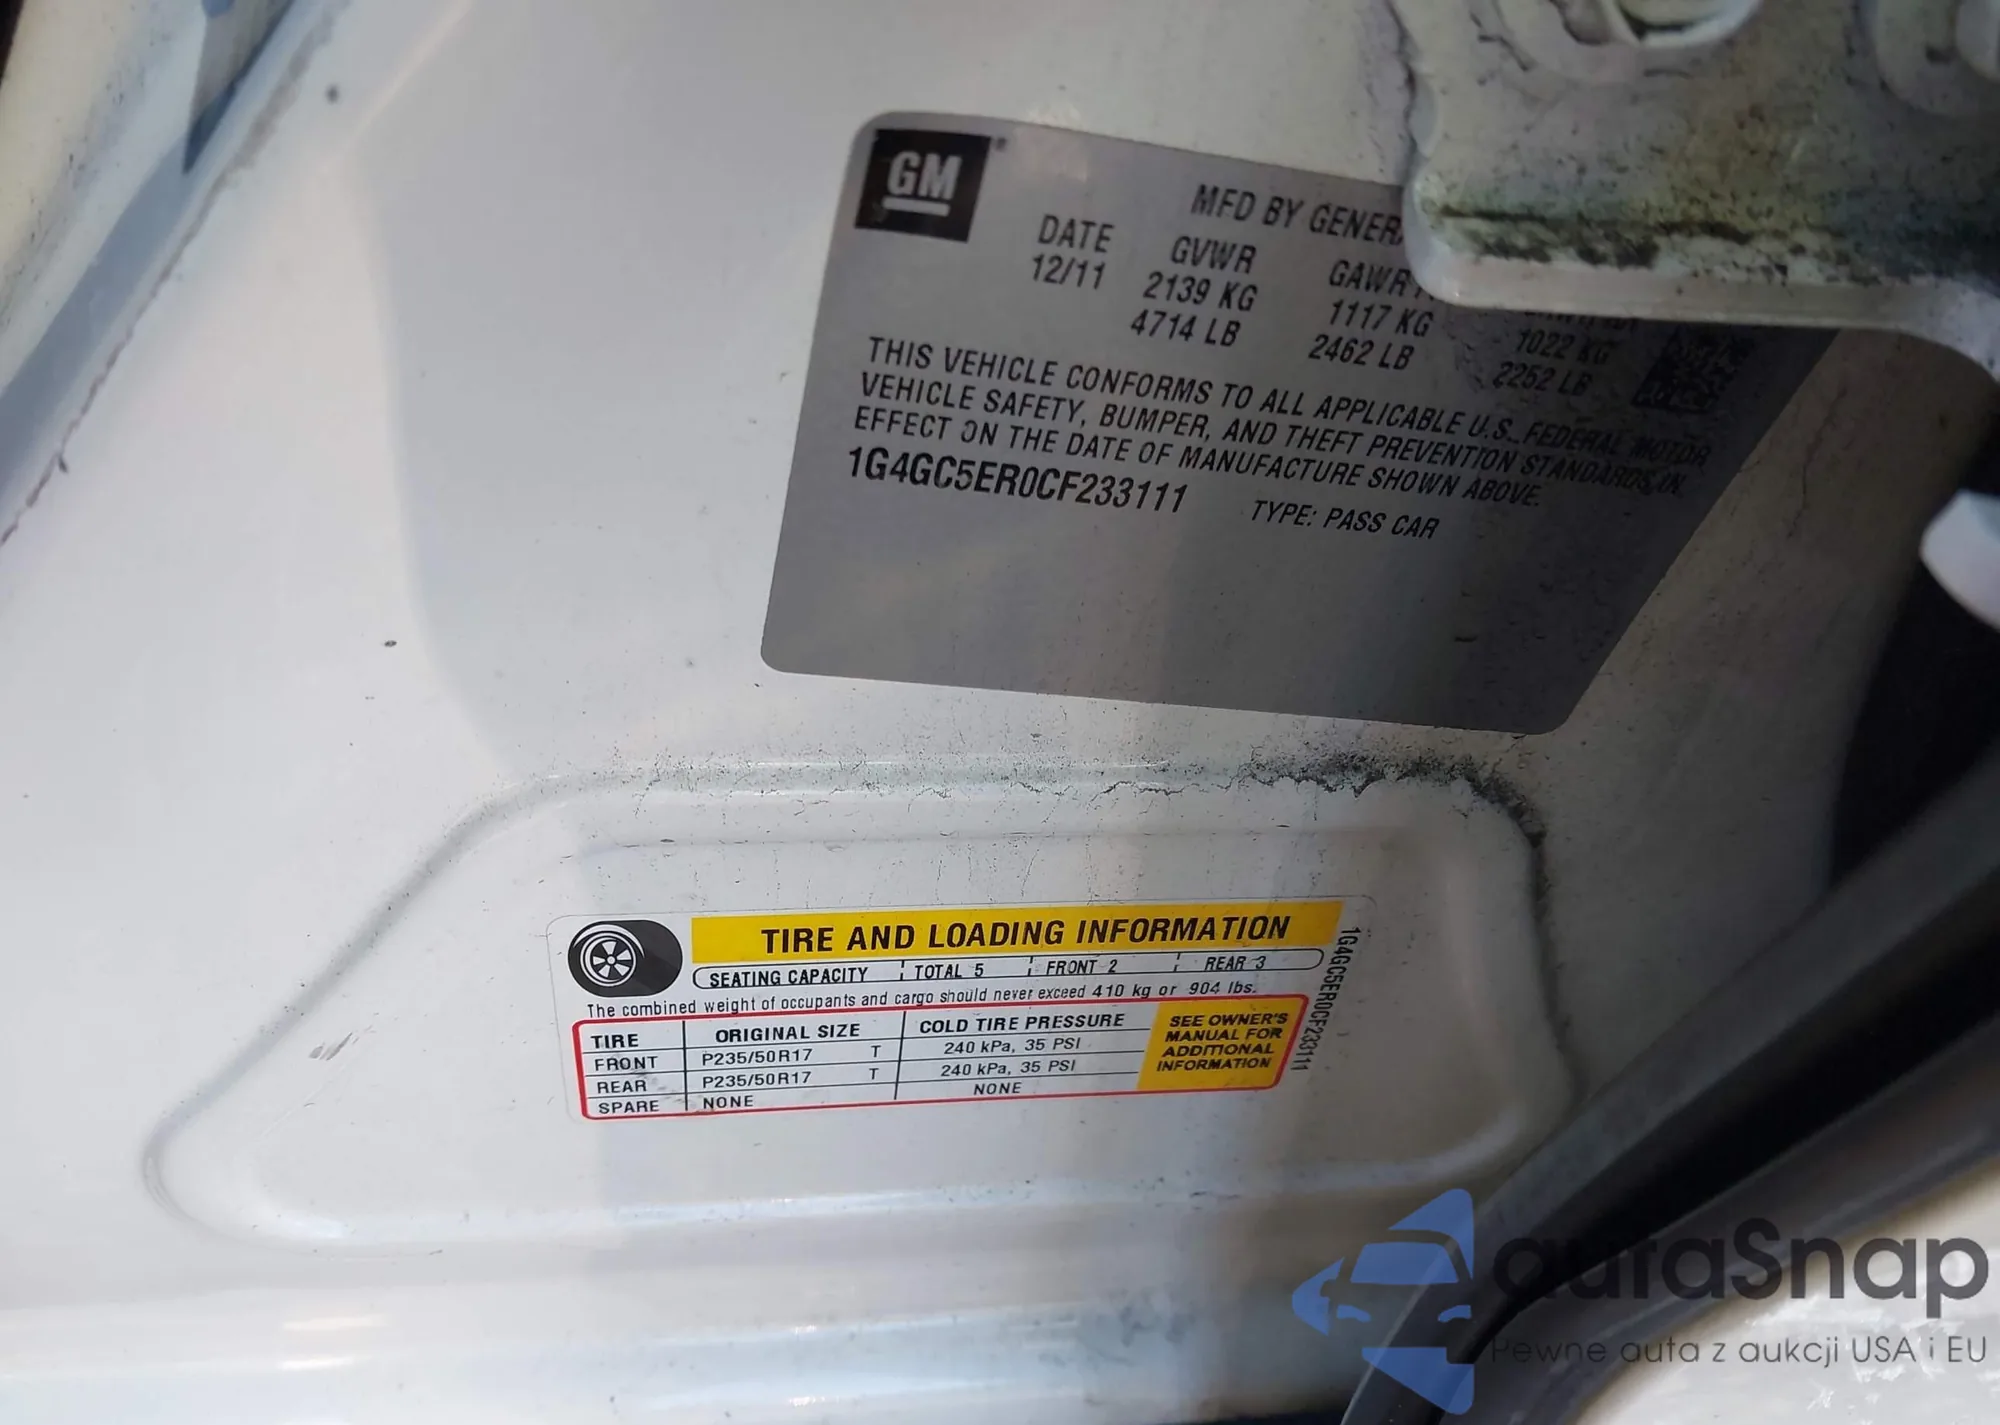 GM
MFD BY GENERA
DATE GVWR GAWR
12/11 2139 KG 1117 KG 1022 KG
4714 LB 2462 LB 2252 LB
THIS VEHICLE CONFORMS TO ALL APPLICABLE U.S. FEDERAL MOTOR
VEHICLE SAFETY, BUMPER, AND THEFT PREVENTION STANDARDS IN
EFFECT ON THE DATE OF MANUFACTURE SHOWN ABOVE.
1G4GC5ER0CF233111 TYPE: PASS CAR
TIRE AND LOADING INFORMATION
SEATING CAPACITY TOTAL 5 FRONT 2 REAR 3
The combined weight of occupants and cargo should never exceed 410 kg or 904 lbs.
TIRE ORIGINAL SIZE COLD TIRE PRESSURE
FRONT P235/50R17 T 240 kPa, 35 PSI
REAR P235/50R17 T 240 kPa, 35 PSI
SPARE NONE NONE
SEE OWNER'S
MANUAL FOR
ADDITIONAL
INFORMATION
1G4GC5ER0CF233111
auraSnap
Pewne auta z aukcji USA i EU